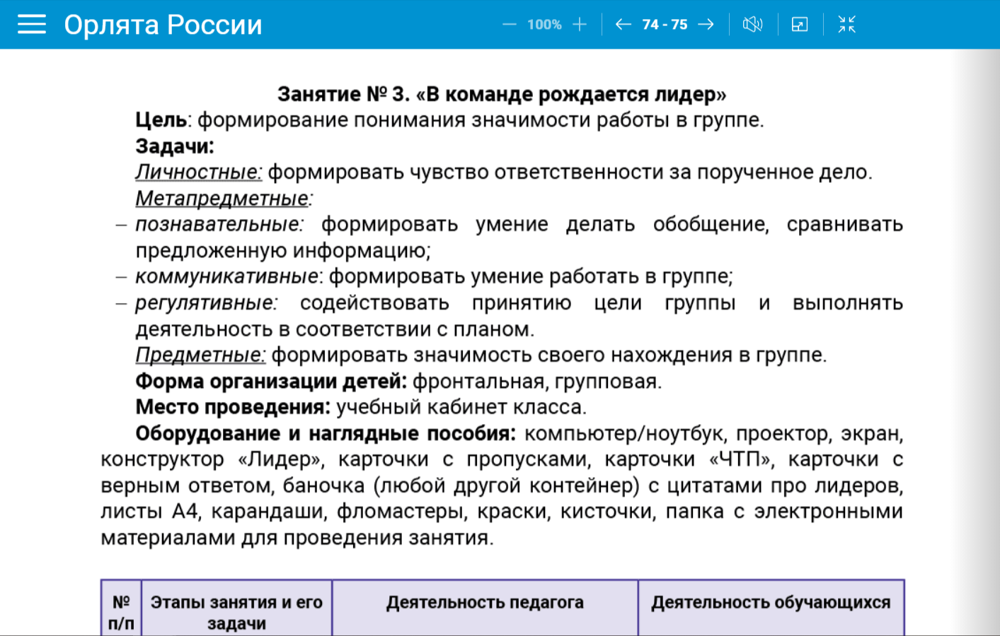 Орлята России
100%
74 - 75
Занятие № 3. «В команде рождается лидер»
Цель: формирование понимания значимости работы в группе.
Задачи:
Личностные: формировать чувство ответственности за порученное дело.
Метапредметные:
– познавательные: формировать умение делать обобщение, сравнивать
предложенную информацию;
– коммуникативные: формировать умение работать в группе;
– регулятивные: содействовать принятию цели группы и выполнять
деятельность в соответствии с планом.
Предметные: формировать значимость своего нахождения в группе.
Форма организации детей: фронтальная, групповая.
Место проведения: учебный кабинет класса.
Оборудование и наглядные пособия: компьютер/ноутбук, проектор, экран,
конструктор «Лидер», карточки с пропусками, карточки «ЧТП», карточки с
верным ответом, баночка (любой другой контейнер) с цитатами про лидеров,
листы А4, карандаши, фломастеры, краски, кисточки, папка с электронными
материалами для проведения занятия.
№ Этапы занятия и его Деятельность педагога Деятельность обучающихся
п/п задачи